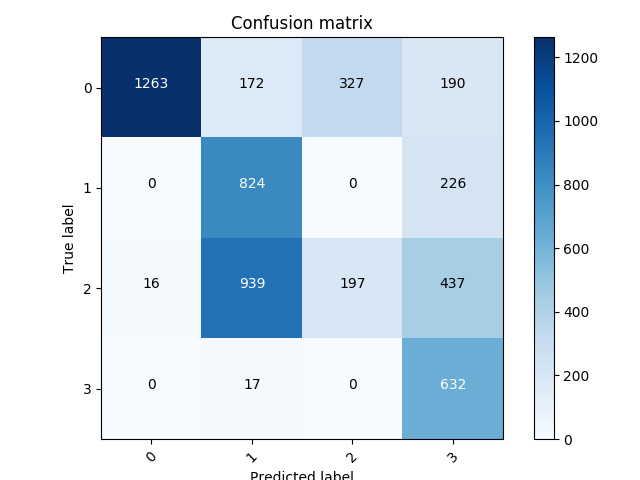 Confusion matrix
0 1263 172 327 190
1 0 824 0 226
2 16 939 197 437
3 0 17 0 632
0 1 2 3
True label
Predicted label
1200
1000
800
600
400
200
0